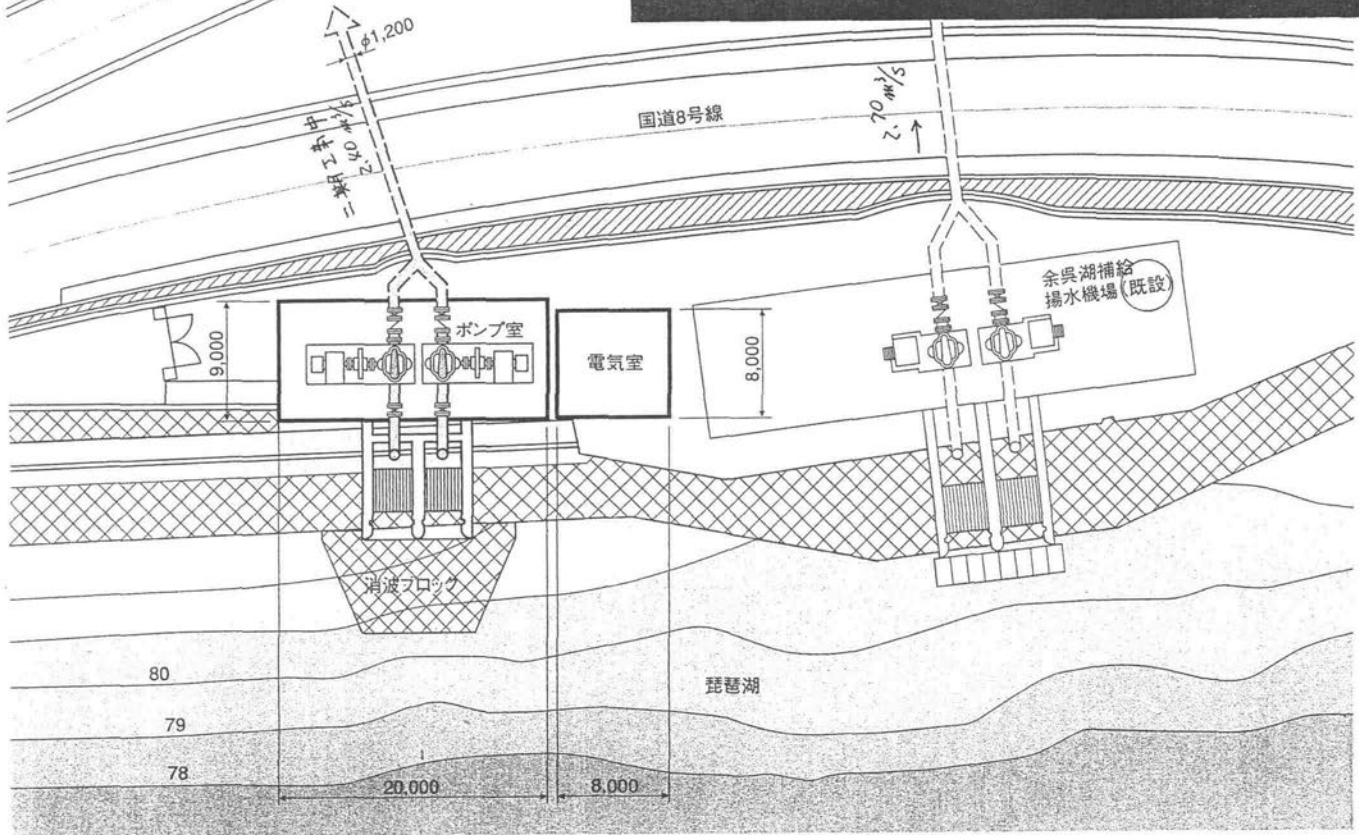 φ1,200
二期工事中
2.40 m³/s
国道8号線
2.70 m³/s
余呉湖補給
揚水機場(既設)
ポンプ室
電気室
9,000
8,000
消波ブロック
琵琶湖
80
79
78
20,000
8,000